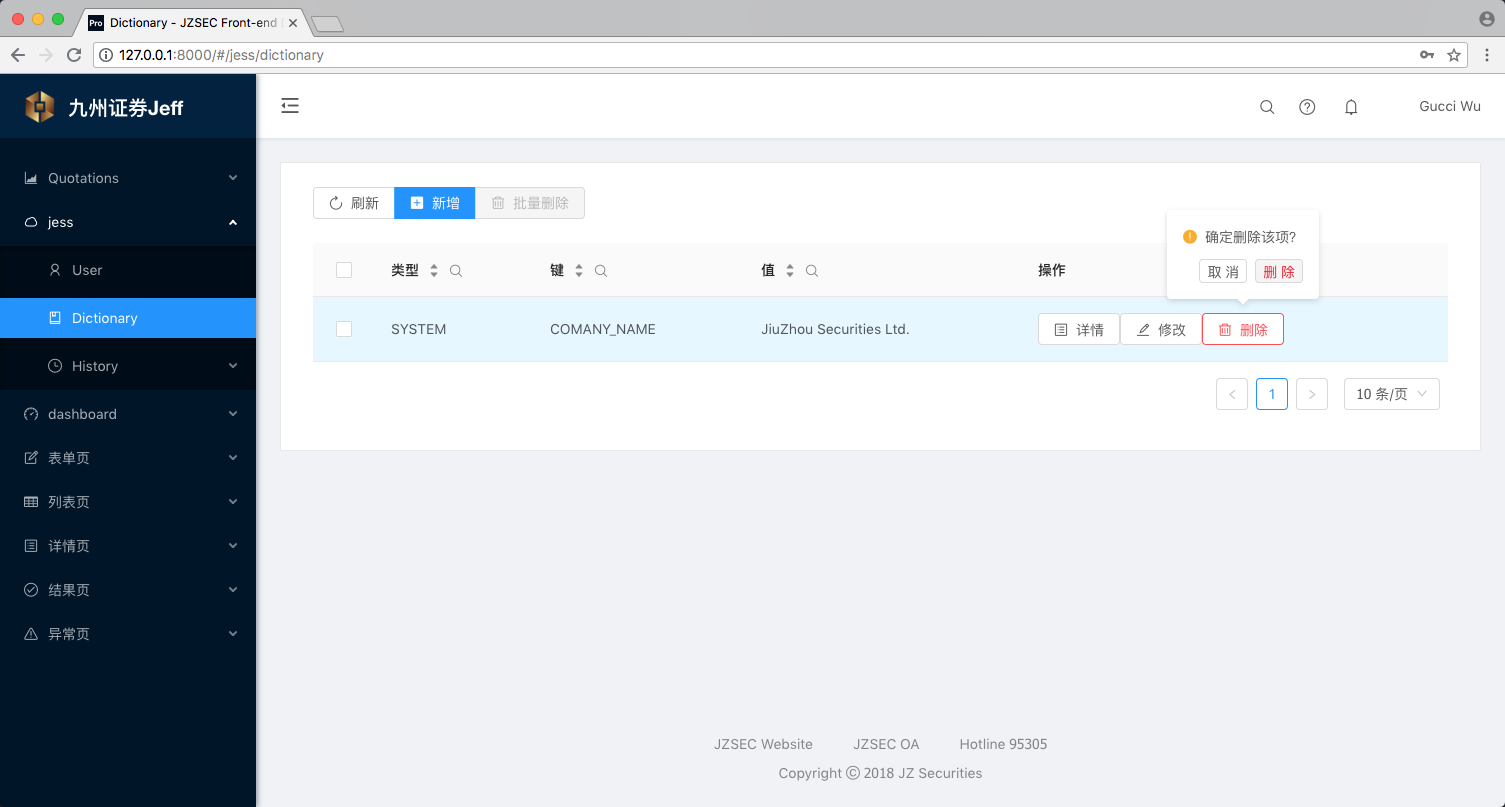 Pro Dictionary - JZSEC Front-end
127.0.0.1:8000/#/jess/dictionary
九州证券Jeff
Gucci Wu
Quotations
jess
User
Dictionary
History
dashboard
表单页
列表页
详情页
结果页
异常页
刷新 新增 批量删除
确定删除该项?
取 消 删 除
类型 键 值 操作
SYSTEM COMANY_NAME JiuZhou Securities Ltd. 详情 修改 删除
1 10 条/页
JZSEC Website JZSEC OA Hotline 95305
Copyright © 2018 JZ Securities